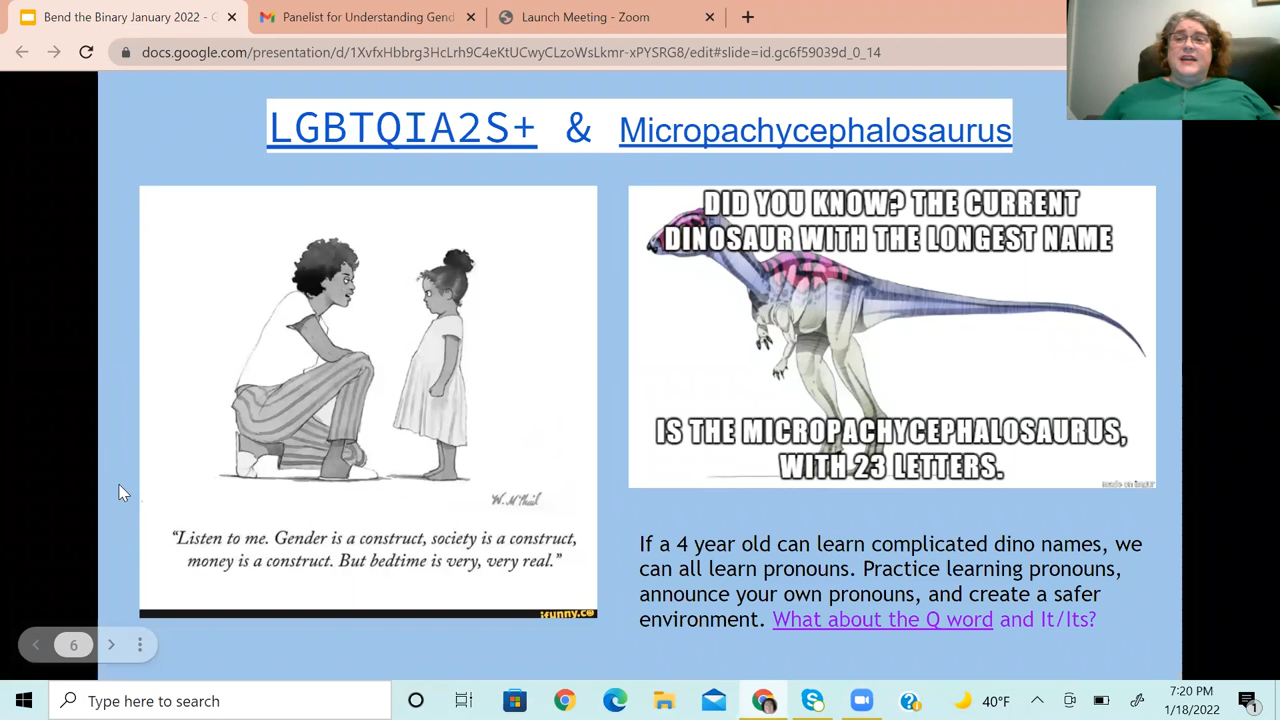 Bend the Binary January 2022 - G
Panelist for Understanding Gend
Launch Meeting - Zoom
docs.google.com/presentation/d/1XvfxHbbrg3HcLrh9C4eKtUCwyCLzoWsLkmr-xPYSRG8/edit#slide=id.gc6f59039d_0_14
LGBTQIA2S+ & Micropachycephalosaurus
DID YOU KNOW? THE CURRENT
DINOSAUR WITH THE LONGEST NAME
IS THE MICROPACHYCEPHALOSAURUS,
WITH 23 LETTERS.
made on imgur
“Listen to me. Gender is a construct, society is a construct,
money is a construct. But bedtime is very, very real.”
ifunny.co
If a 4 year old can learn complicated dino names, we
can all learn pronouns. Practice learning pronouns,
announce your own pronouns, and create a safer
environment. What about the Q word and It/Its?
6
Type here to search
40°F
7:20 PM
1/18/2022
1